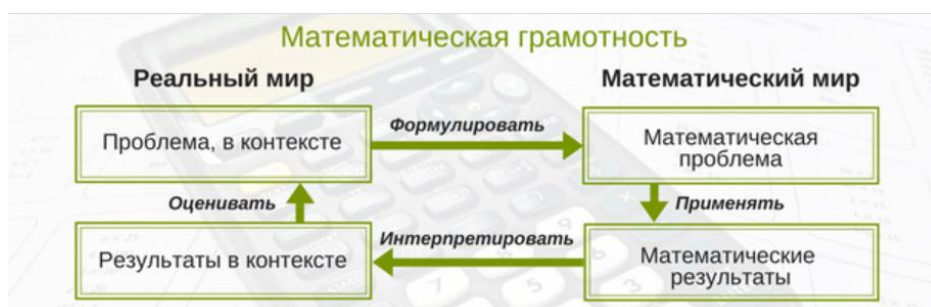 Математическая грамотность
Реальный мир
Математический мир
Проблема, в контексте
Формулировать
Математическая
проблема
Оценивать
Применять
Результаты в контексте
Интерпретировать
Математические
результаты